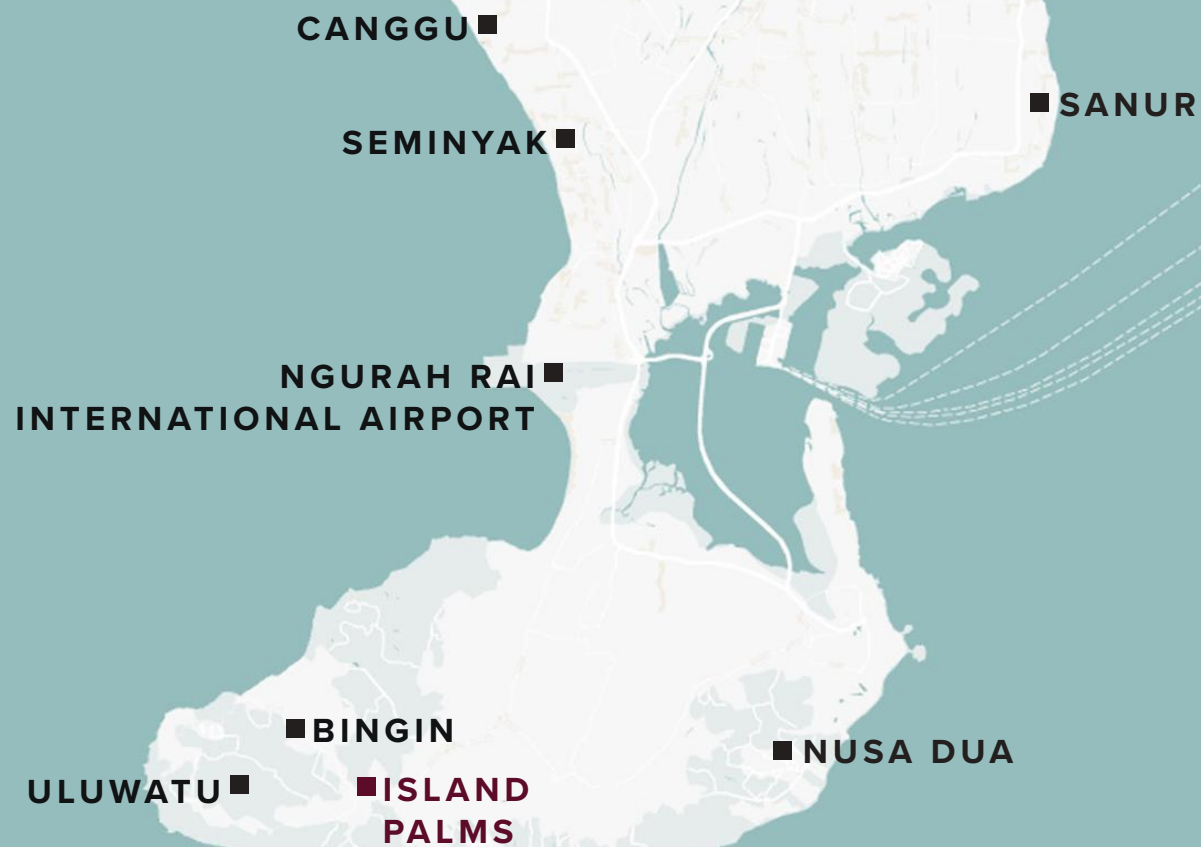 CANGGU
SANUR
SEMINYAK
NGURAH RAI
INTERNATIONAL AIRPORT
BINGIN
NUSA DUA
ULUWATU
ISLAND
PALMS